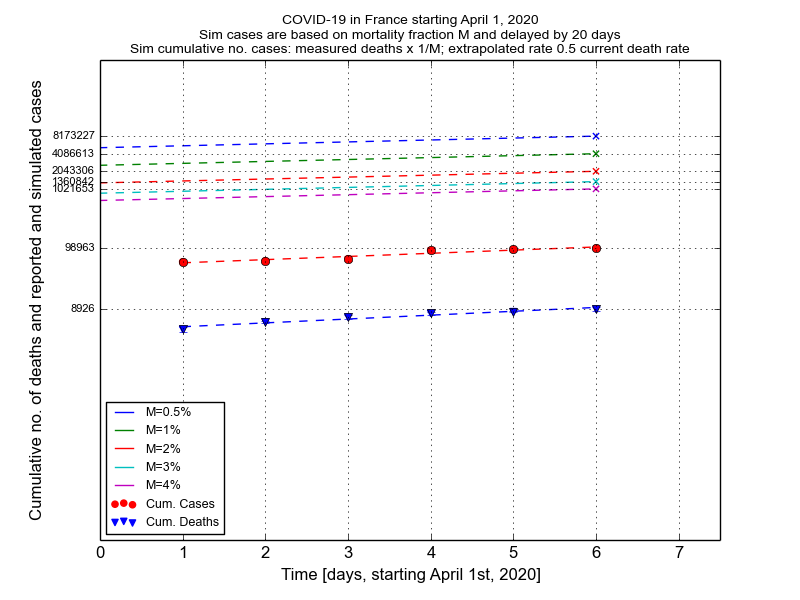 COVID-19 in France starting April 1, 2020
Sim cases are based on mortality fraction M and delayed by 20 days
Sim cumulative no. cases: measured deaths x 1/M; extrapolated rate 0.5 current death rate
Cumulative no. of deaths and reported and simulated cases
8173227
4086613
2043306
1360842
1021653
98963
8926
M=0.5%
M=1%
M=2%
M=3%
M=4%
Cum. Cases
Cum. Deaths
0 1 2 3 4 5 6 7
Time [days, starting April 1st, 2020]